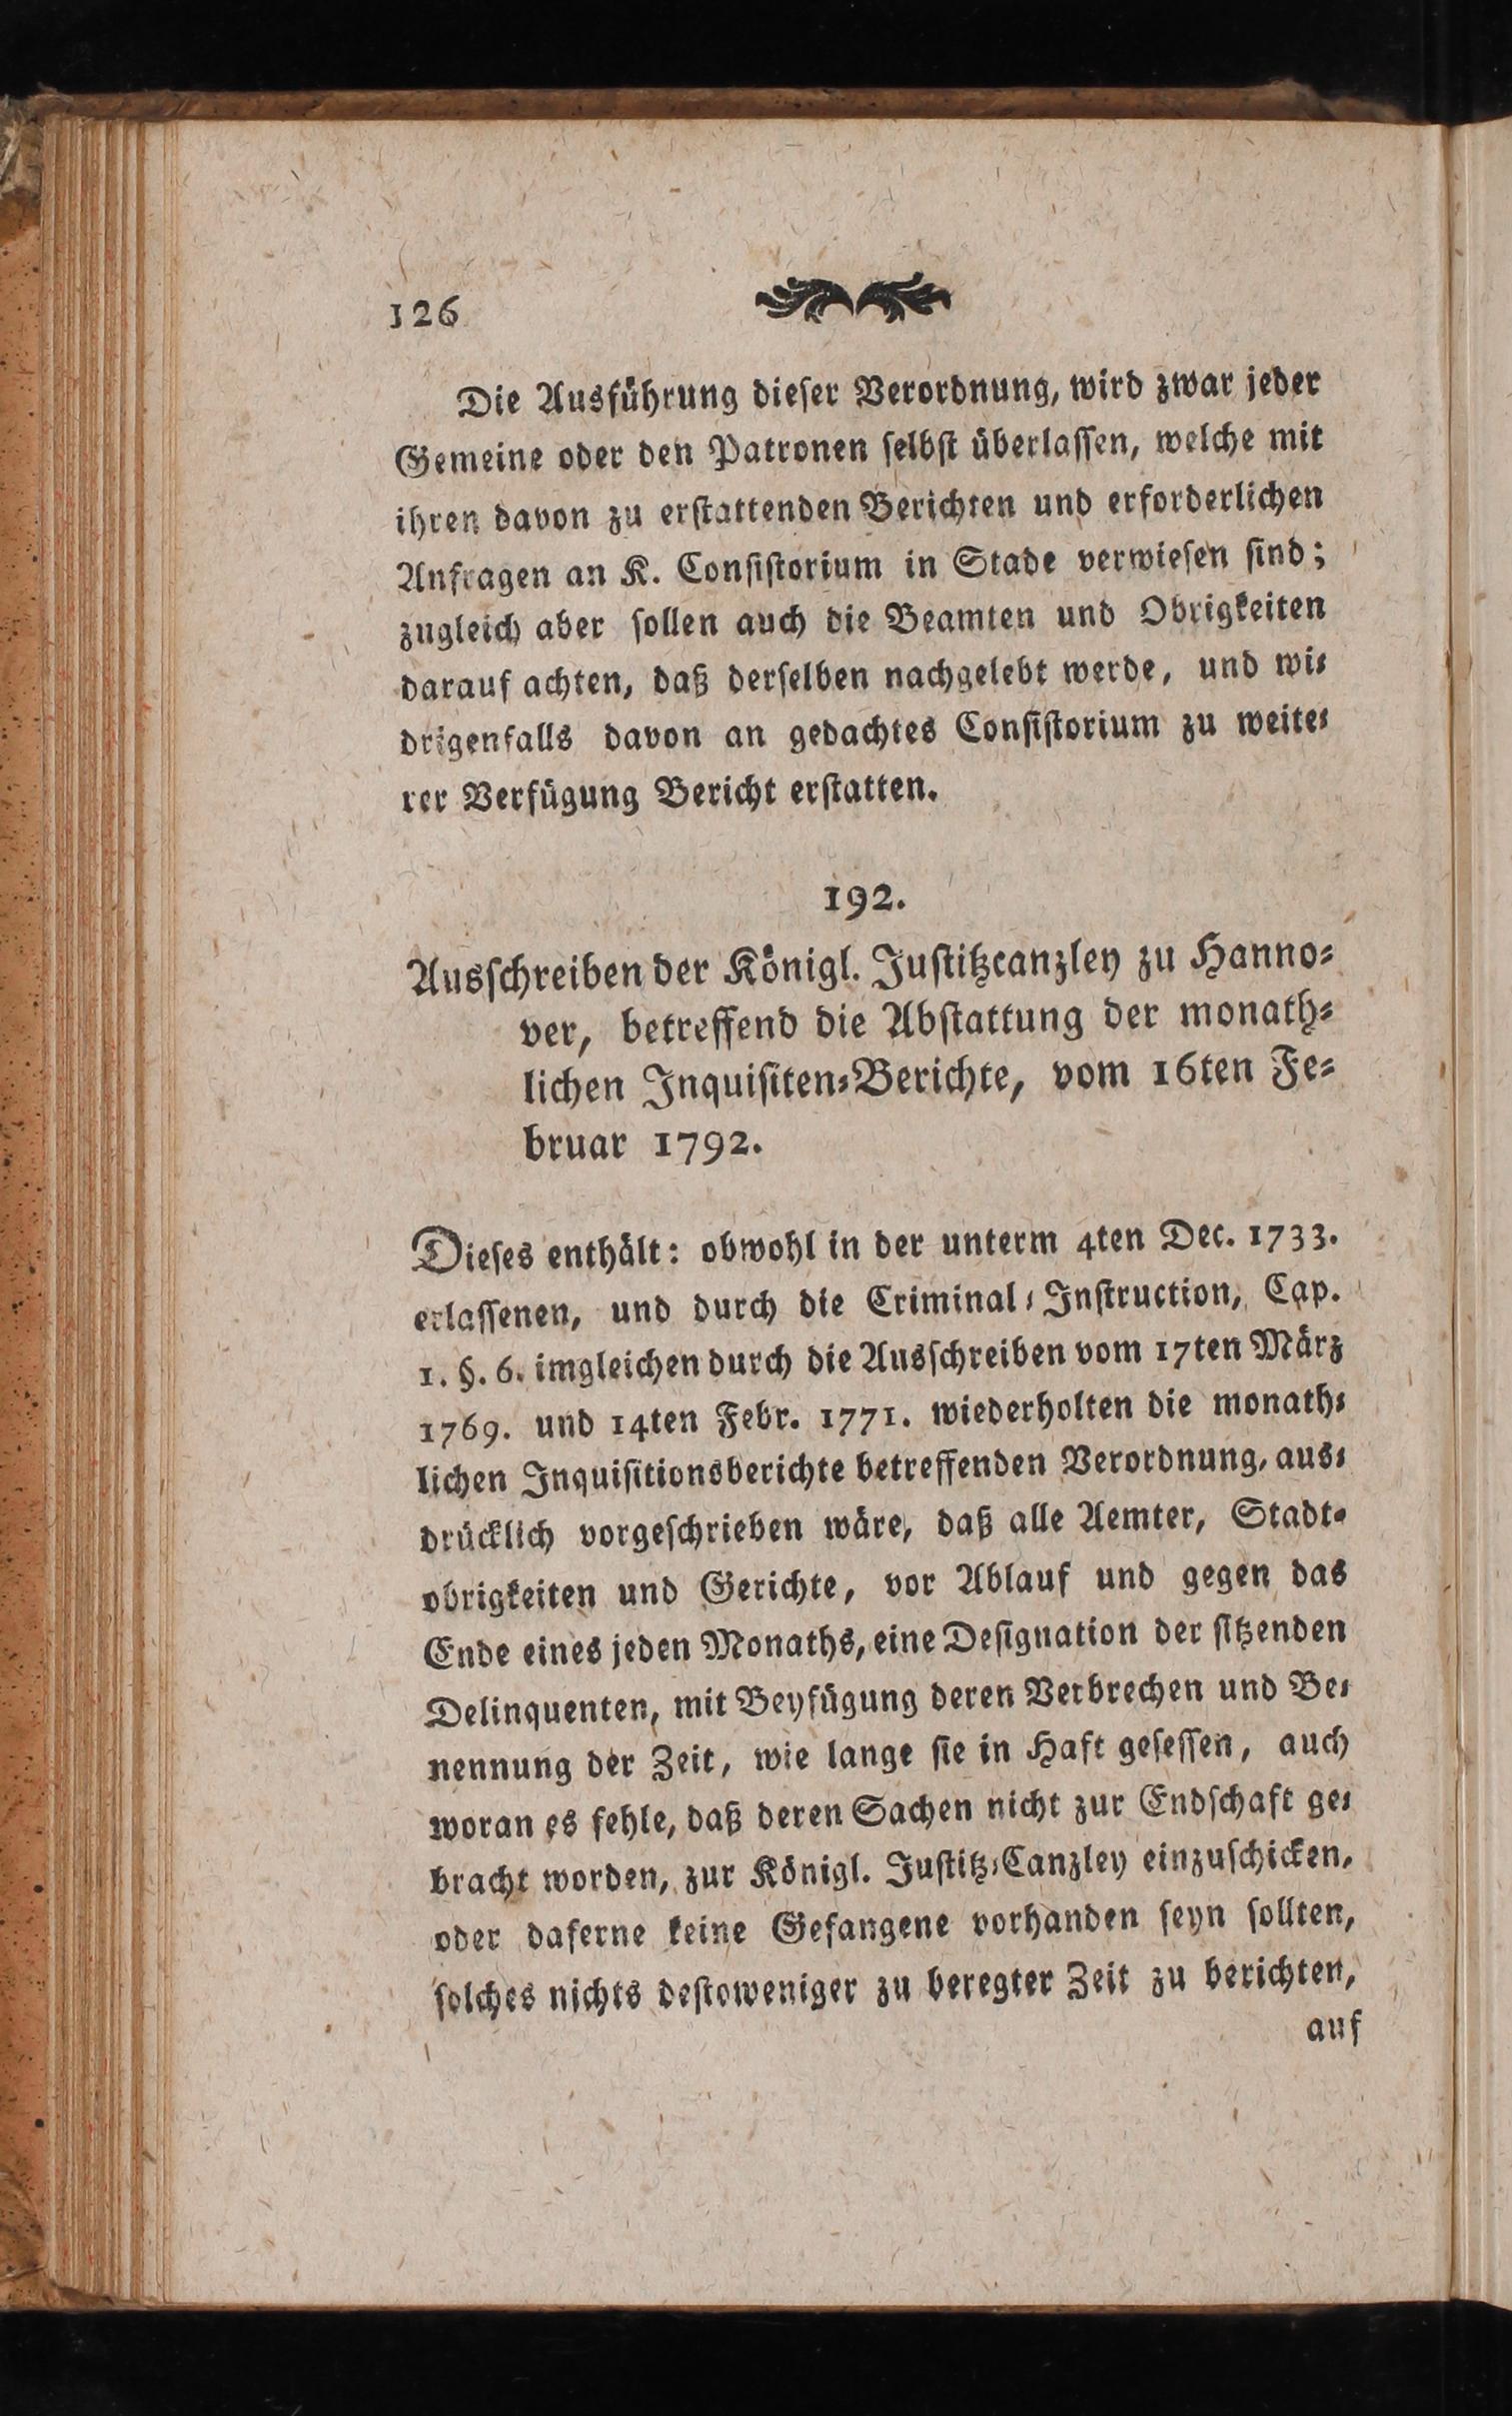 126
Die Ausführung dieser Verordnung, wird zwar jeder
Gemeine oder den Patronen selbst überlassen, welche mit
ihren davon zu erstattenden Berichten und erforderlichen
Anfragen an K. Consistorium in Stade verwiesen sind;
zugleich aber sollen auch die Beamten und Obrigkeiten
darauf achten, daß derselben nachgelebt werde, und wi-
drigenfalls davon an gedachtes Consistorium zu weite-
rer Verfügung Bericht erstatten.
192.
Ausschreiben der Königl. Justitzcanzley zu Hanno-
ver, betreffend die Abstattung der monath-
lichen Inquisiten-Berichte, vom 16ten Fe-
bruar 1792.
Dieses enthält: obwohl in der unterm 4ten Dec. 1733.
erlassenen, und durch die Criminal-Instruction, Cap.
1. §. 6. imgleichen durch die Ausschreiben vom 17ten März
1769. und 14ten Febr. 1771. wiederholten die monath-
lichen Inquisitionsberichte betreffenden Verordnung, aus-
drücklich vorgeschrieben wäre, daß alle Aemter, Stadt-
obrigkeiten und Gerichte, vor Ablauf und gegen das
Ende eines jeden Monaths, eine Designation der sitzenden
Delinquenten, mit Beyfügung deren Verbrechen und Be-
nennung der Zeit, wie lange sie in Haft gesessen, auch
woran es fehle, daß deren Sachen nicht zur Endschaft ge-
bracht worden, zur Königl. Justitz-Canzley einzuschicken,
oder daferne keine Gefangene vorhanden seyn sollten,
solches nichts destoweniger zu beregter Zeit zu berichten,
auf